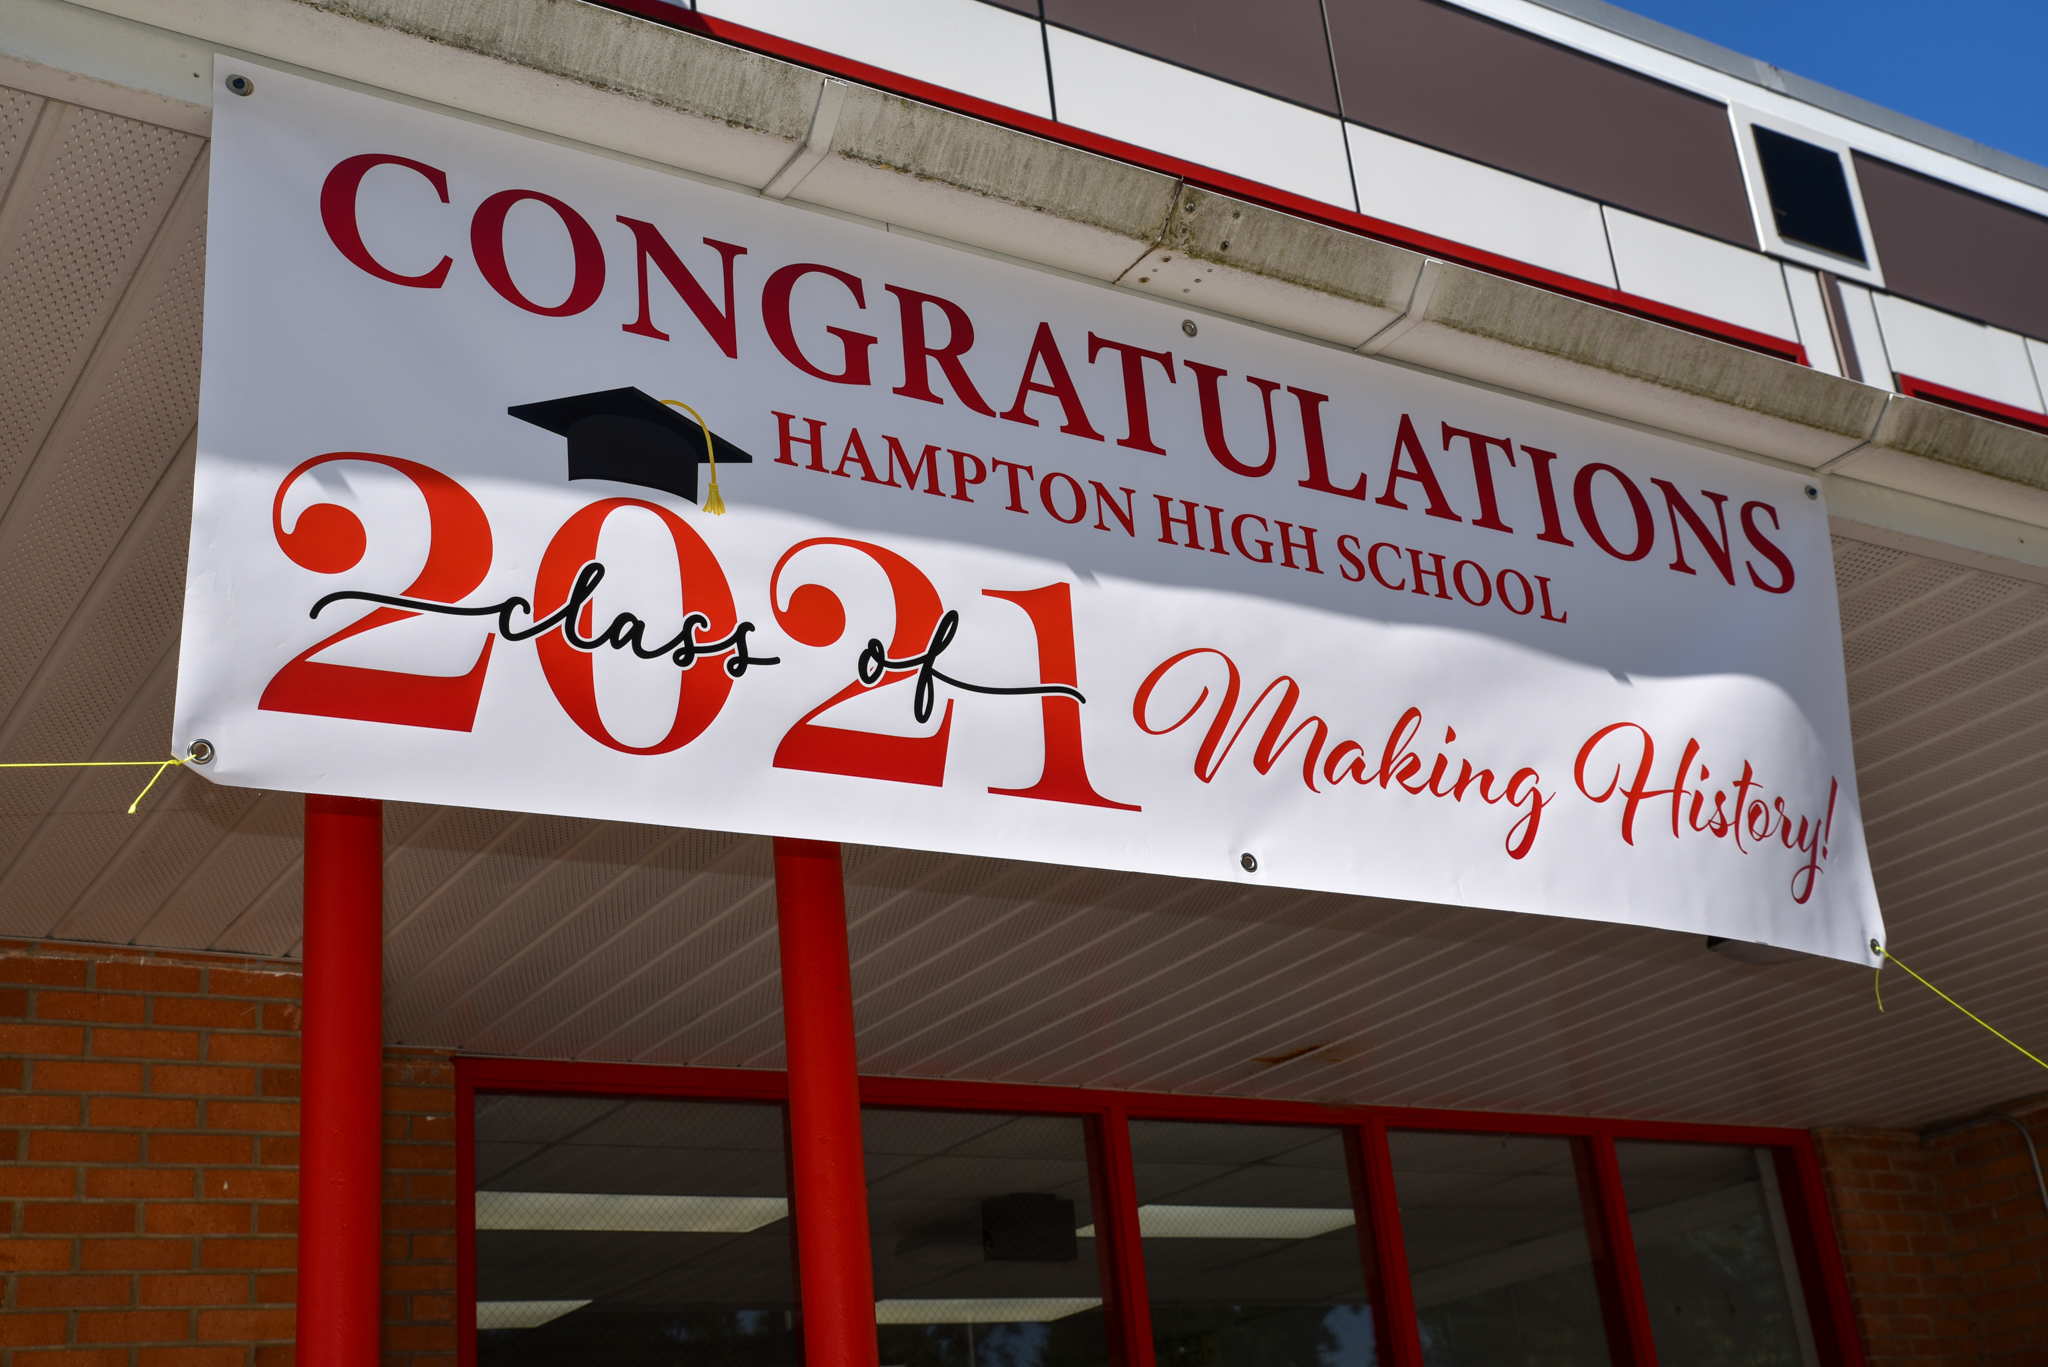 CONGRATULATIONS
HAMPTON HIGH SCHOOL
2021
class of
Making History!